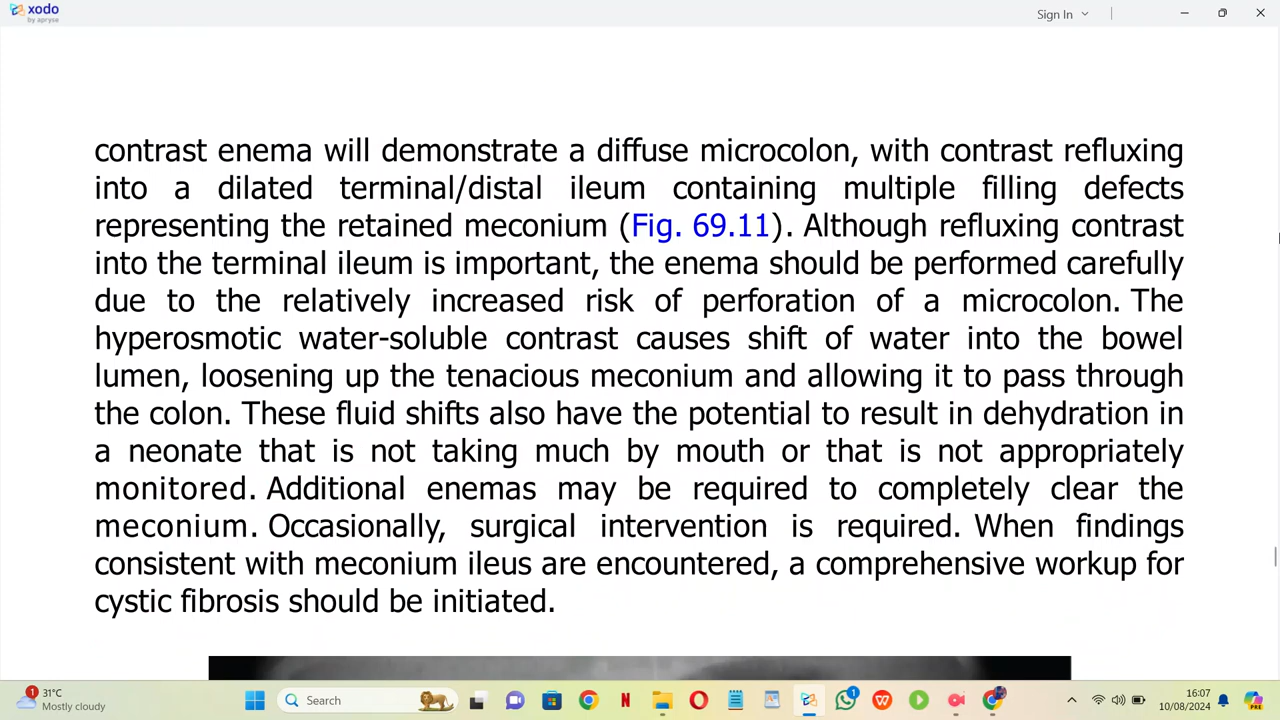 xodo
by apryse
Sign In
contrast enema will demonstrate a diffuse microcolon, with contrast refluxing
into a dilated terminal/distal ileum containing multiple filling defects
representing the retained meconium (Fig. 69.11). Although refluxing contrast
into the terminal ileum is important, the enema should be performed carefully
due to the relatively increased risk of perforation of a microcolon. The
hyperosmotic water-soluble contrast causes shift of water into the bowel
lumen, loosening up the tenacious meconium and allowing it to pass through
the colon. These fluid shifts also have the potential to result in dehydration in
a neonate that is not taking much by mouth or that is not appropriately
monitored. Additional enemas may be required to completely clear the
meconium. Occasionally, surgical intervention is required. When findings
consistent with meconium ileus are encountered, a comprehensive workup for
cystic fibrosis should be initiated.
1
31°C
Mostly cloudy
Search
N
1
W
16:07
10/08/2024
PRE